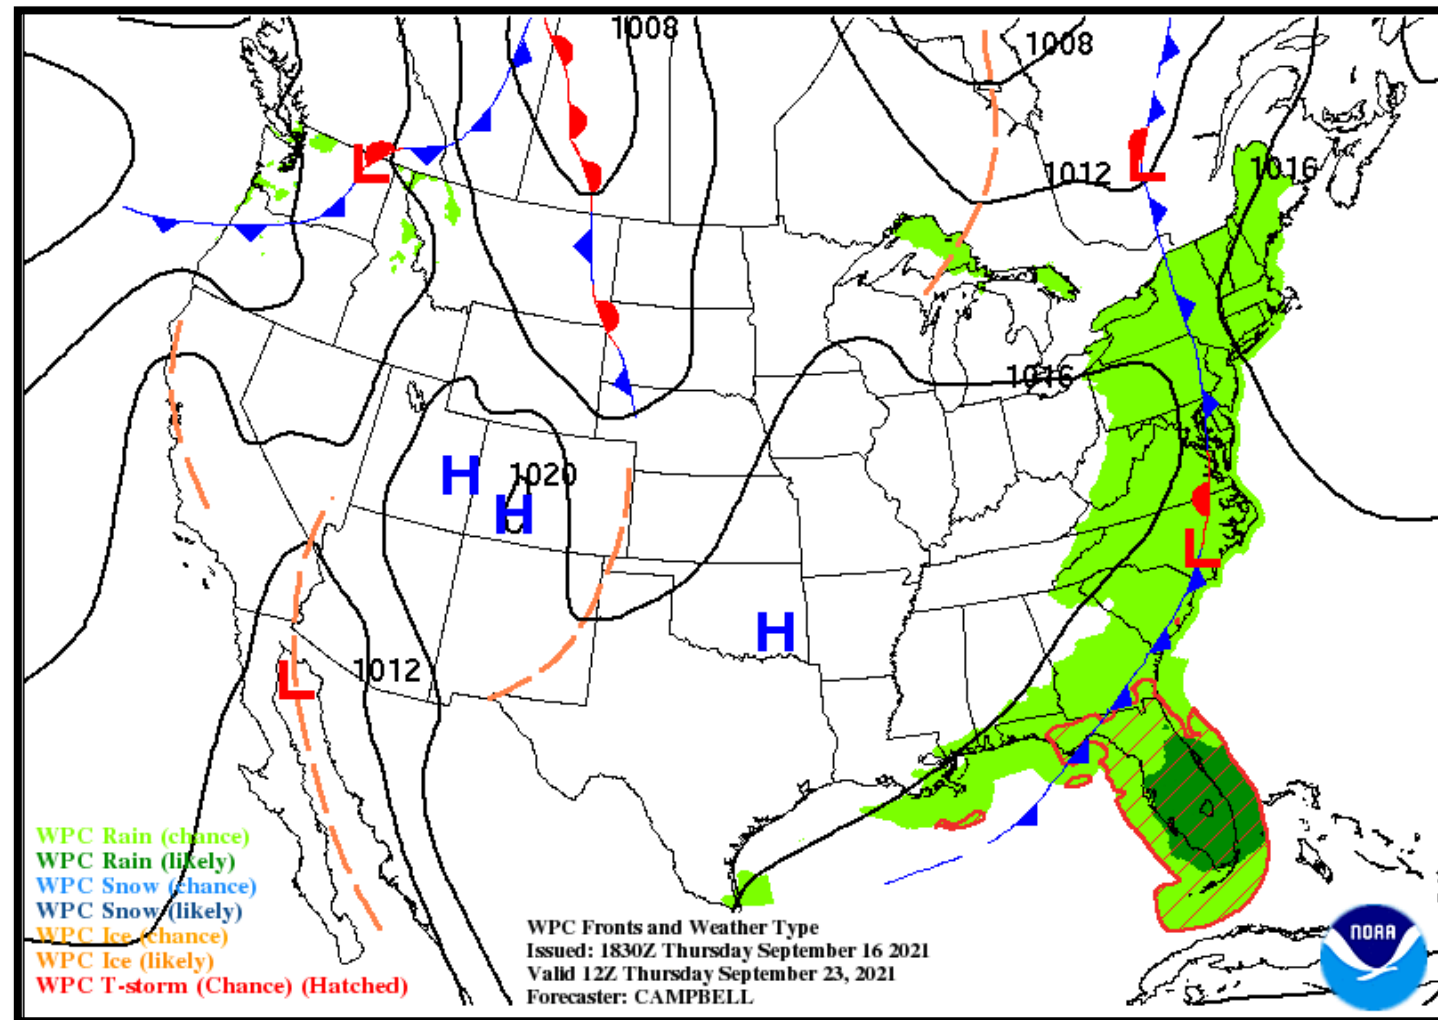 1008
1008
1012
1016
1016
L
L
1020
H
H
L
H
1012
L
WPC Rain (chance)
WPC Rain (likely)
WPC Snow (chance)
WPC Snow (likely)
WPC Ice (chance)
WPC Ice (likely)
WPC T-storm (Chance) (Hatched)
WPC Fronts and Weather Type
Issued: 1830Z Thursday September 16 2021
Valid 12Z Thursday September 23, 2021
Forecaster: CAMPBELL
NOAA